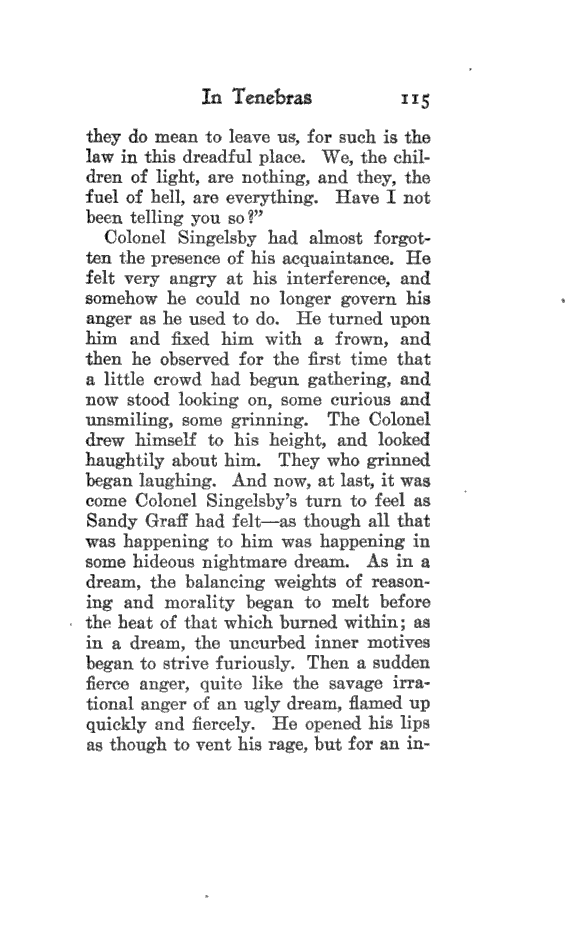 In Tenebras 115
they do mean to leave us, for such is the
law in this dreadful place. We, the chil-
dren of light, are nothing, and they, the
fuel of hell, are everything. Have I not
been telling you so?”
Colonel Singelsby had almost forgot-
ten the presence of his acquaintance. He
felt very angry at his interference, and
somehow he could no longer govern his
anger as he used to do. He turned upon
him and fixed him with a frown, and
then he observed for the first time that
a little crowd had begun gathering, and
now stood looking on, some curious and
unsmiling, some grinning. The Colonel
drew himself to his height, and looked
haughtily about him. They who grinned
began laughing. And now, at last, it was
come Colonel Singelsby’s turn to feel as
Sandy Graff had felt—as though all that
was happening to him was happening in
some hideous nightmare dream. As in a
dream, the balancing weights of reason-
ing and morality began to melt before
the heat of that which burned within; as
in a dream, the uncurbed inner motives
began to strive furiously. Then a sudden
fierce anger, quite like the savage irra-
tional anger of an ugly dream, flamed up
quickly and fiercely. He opened his lips
as though to vent his rage, but for an in-